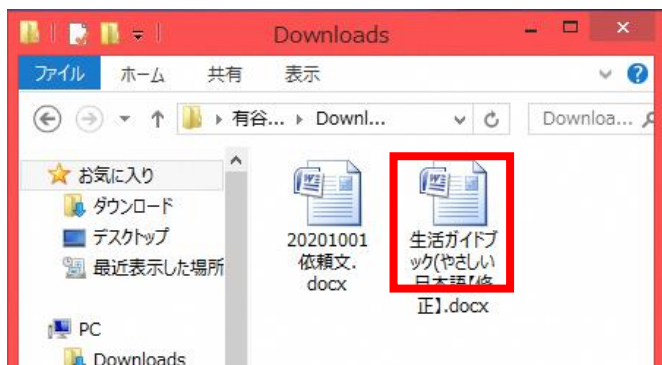 Downloads
ファイル ホーム 共有 表示
有谷... Downl... Downloa...
お気に入り
ダウンロード
デスクトップ
最近表示した場所
PC
Downloads
20201001
依頼文.
docx
生活ガイドブ
ック(やさしい
日本語【修
正】.docx